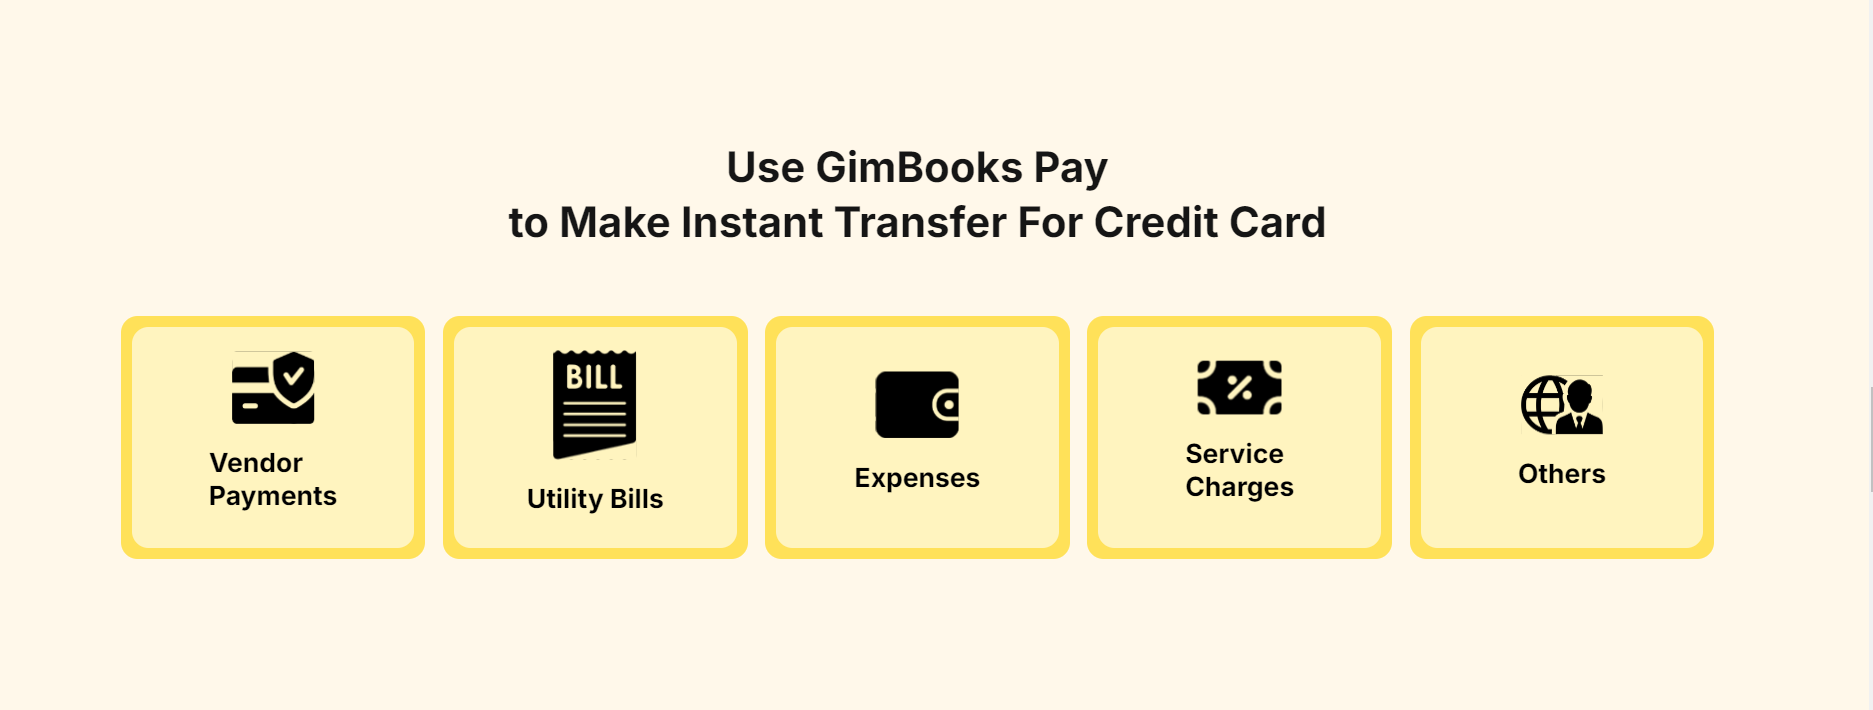 Use GimBooks Pay
to Make Instant Transfer For Credit Card
Vendor
Payments
BILL
Utility Bills
Expenses
%
Service
Charges
Others